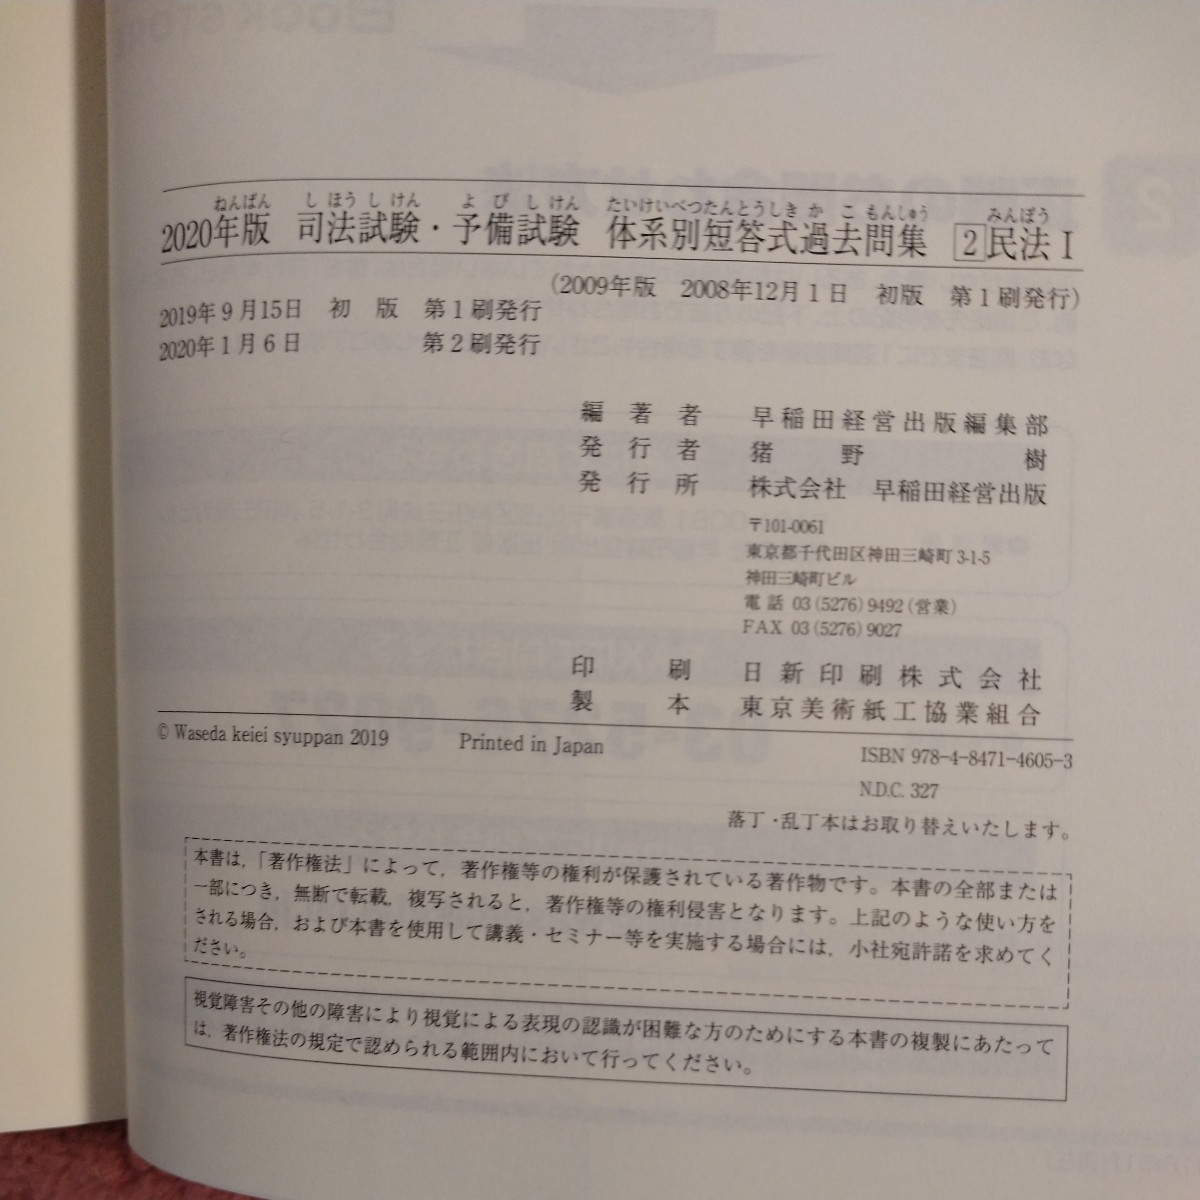 ねんばん しほうしけん よびしけん たいけいべつたんとうしきかこもんしゅう みんぽう
2020年版 司法試験・予備試験 体系別短答式過去問集 2 民法Ⅰ
(2009年版 2008年12月1日 初版 第1刷発行)
2019年9月15日 初 版 第1刷発行
2020年1月6日 第2刷発行
編著者 早稲田経営出版編集部
発行者 猪野 樹
発行所 株式会社 早稲田経営出版
〒101-0061
東京都千代田区神田三崎町3-1-5
神田三崎町ビル
電話 03(5276)9492(営業)
FAX 03(5276)9027
印刷 日新印刷株式会社
製本 東京美術紙工協業組合
© Waseda keiei syuppan 2019 Printed in Japan
ISBN 978-4-8471-4605-3
N.D.C. 327
落丁・乱丁本はお取り替えいたします。
本書は,「著作権法」によって,著作権等の権利が保護されている著作物です。本書の全部または
一部につき,無断で転載,複写されると,著作権等の権利侵害となります。上記のような使い方を
される場合,および本書を使用して講義・セミナー等を実施する場合には,小社宛許諾を求めてく
ださい。
視覚障害その他の障害により視覚による表現の認識が困難な方のためにする本書の複製にあたって
は,著作権法の規定で認められる範囲内において行ってください。